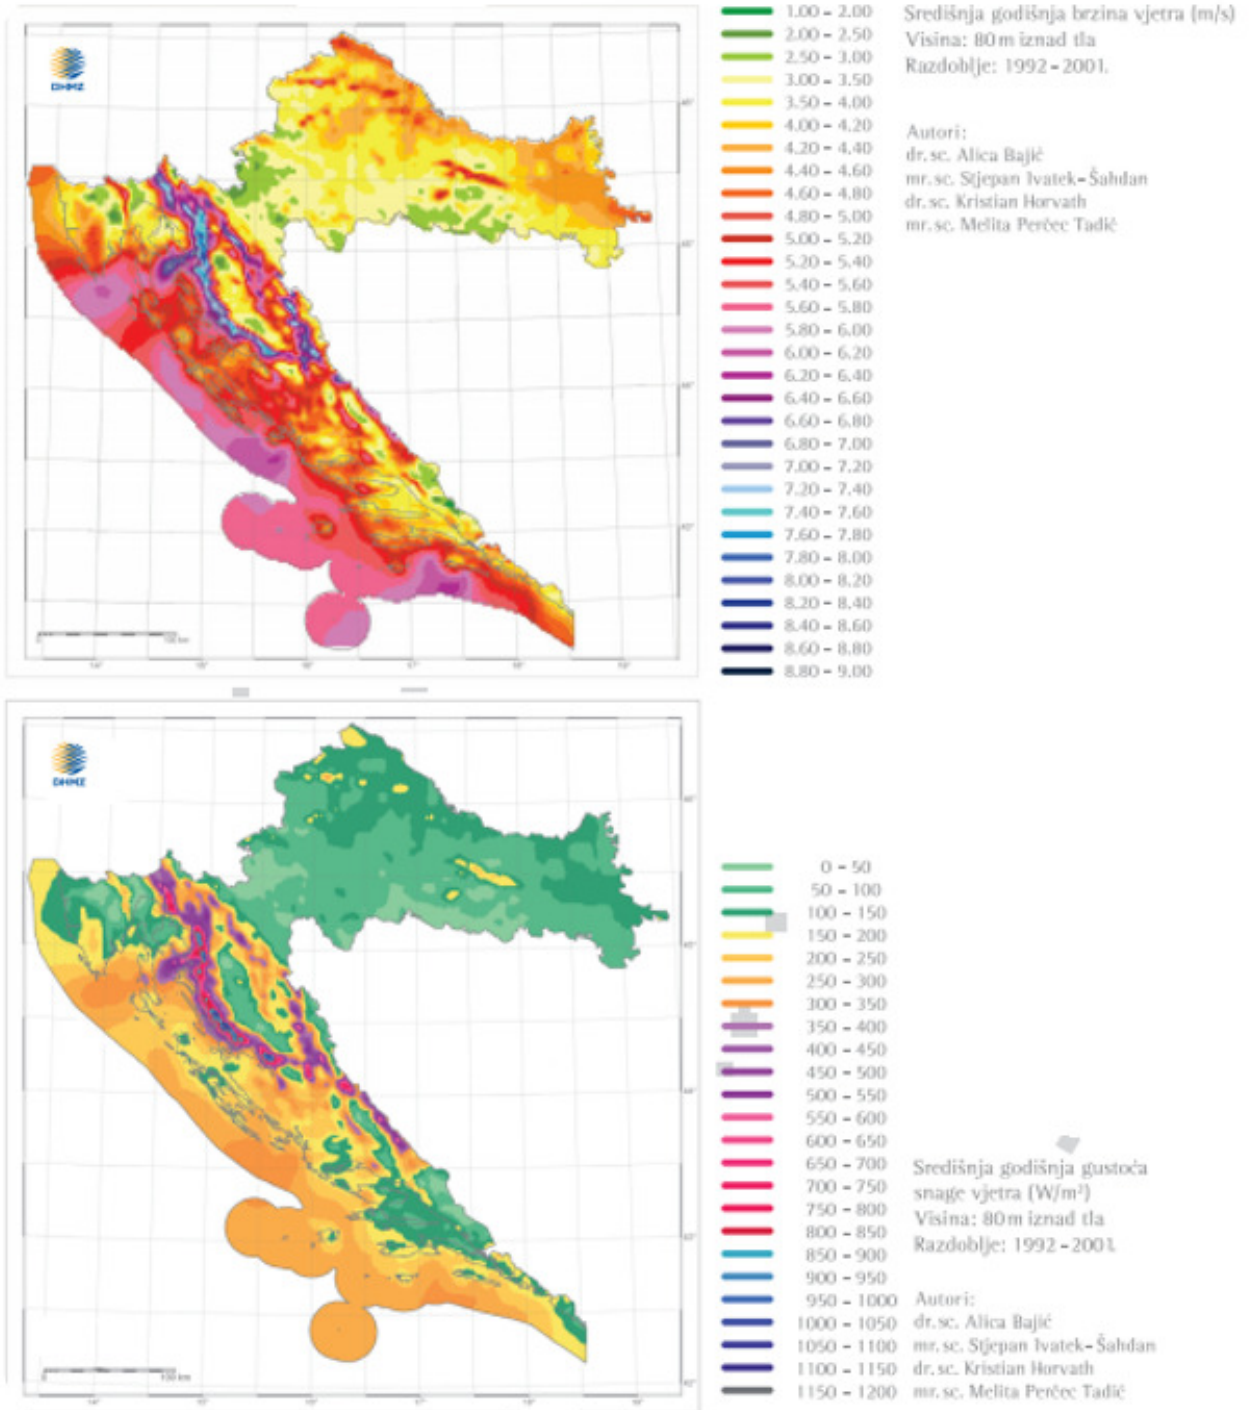 DHMZ
100 km
14°
15°
16°
17°
18°
19°
1.00 - 2.00
2.00 - 2.50
2.50 - 3.00
3.00 - 3.50
3.50 - 4.00
4.00 - 4.20
4.20 - 4.40
4.40 - 4.60
4.60 - 4.80
4.80 - 5.00
5.00 - 5.20
5.20 - 5.40
5.40 - 5.60
5.60 - 5.80
5.80 - 6.00
6.00 - 6.20
6.20 - 6.40
6.40 - 6.60
6.60 - 6.80
6.80 - 7.00
7.00 - 7.20
7.20 - 7.40
7.40 - 7.60
7.60 - 7.80
7.80 - 8.00
8.00 - 8.20
8.20 - 8.40
8.40 - 8.60
8.60 - 8.80
8.80 - 9.00
Središnja godišnja brzina vjetra (m/s)
Visina: 80 m iznad tla
Razdoblje: 1992 - 2001.
Autori:
dr. sc. Alica Bajić
mr. sc. Stjepan Ivatek-Šahdan
dr. sc. Kristian Horvath
mr. sc. Melita Perčec Tadić
DHMZ
100 km
0 - 50
50 - 100
100 - 150
150 - 200
200 - 250
250 - 300
300 - 350
350 - 400
400 - 450
450 - 500
500 - 550
550 - 600
600 - 650
650 - 700
700 - 750
750 - 800
800 - 850
850 - 900
900 - 950
950 - 1000
1000 - 1050
1050 - 1100
1100 - 1150
1150 - 1200
Središnja godišnja gustoća
snage vjetra (W/m²)
Visina: 80 m iznad tla
Razdoblje: 1992 - 2001.
Autori:
dr. sc. Alica Bajić
mr. sc. Stjepan Ivatek-Šahdan
dr. sc. Kristian Horvath
mr. sc. Melita Perčec Tadić